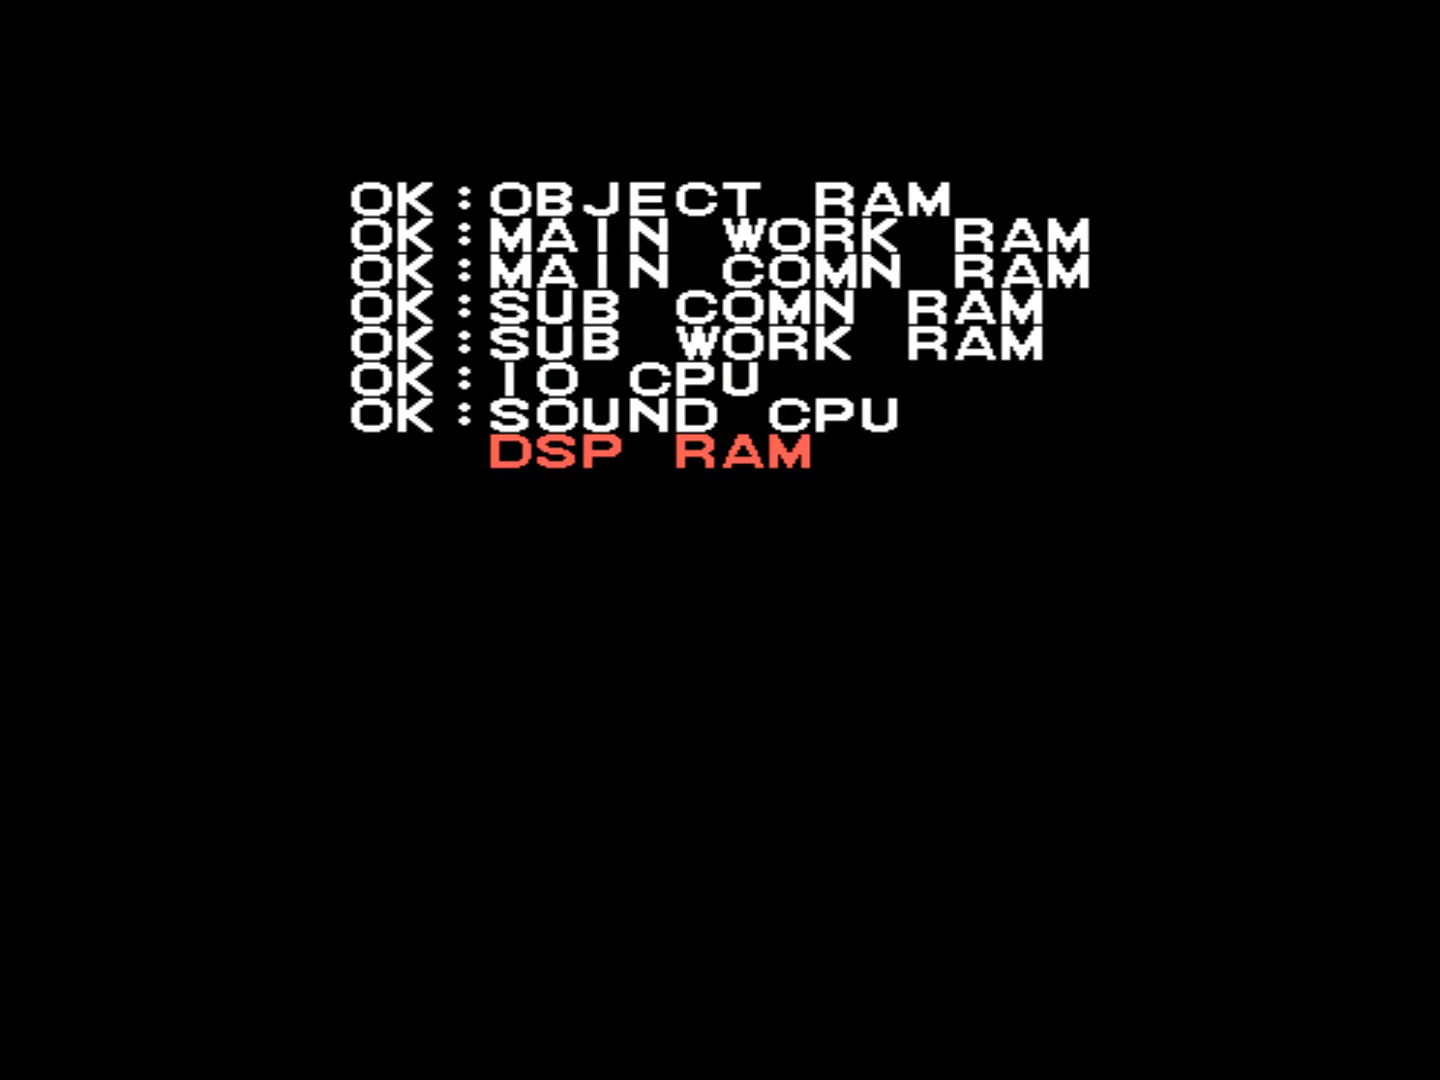 OK:OBJECT RAM
OK:MAIN WORK RAM
OK:MAIN COMN RAM
OK:SUB COMN RAM
OK:SUB WORK RAM
OK:IO CPU
OK:SOUND CPU
DSP RAM